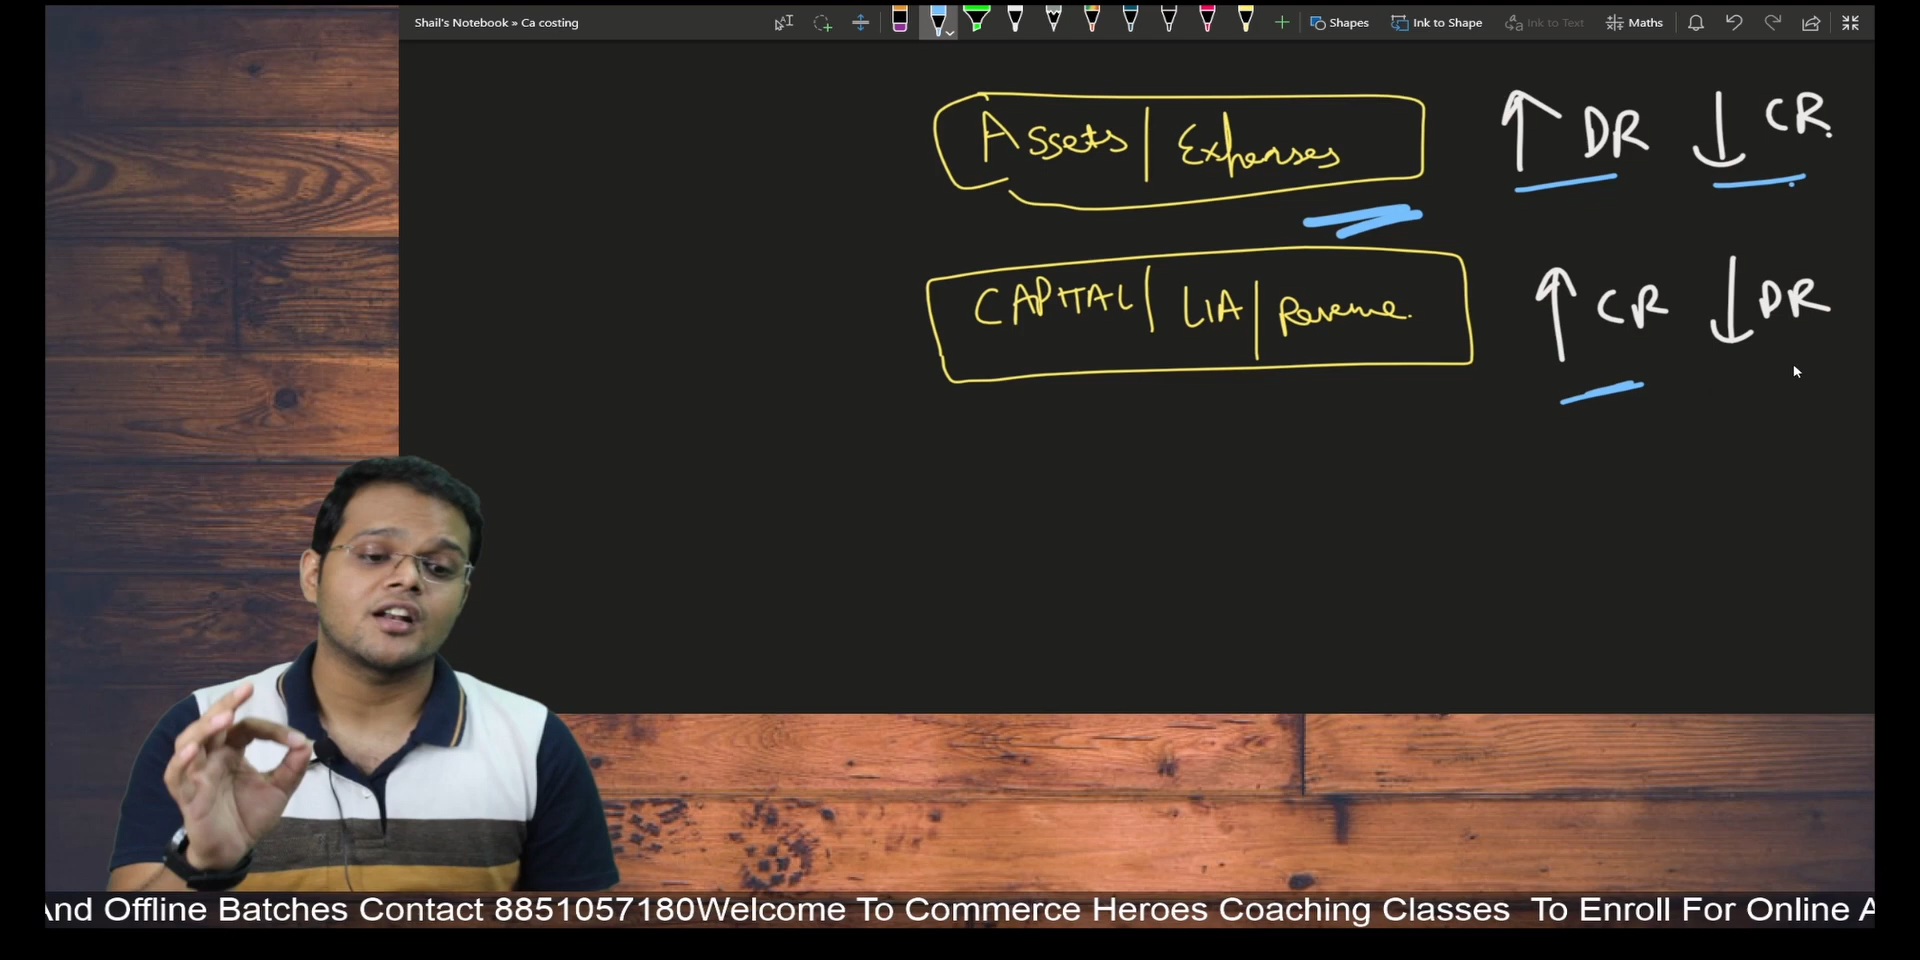 Shail's Notebook » Ca costing
Shapes Ink to Shape Ink to Text Maths
Assets | Expenses ↑ DR ↓ CR.
CAPITAL | LIA | Revenue. ↑ CR ↓ DR
And Offline Batches Contact 8851057180Welcome To Commerce Heroes Coaching Classes To Enroll For Online A